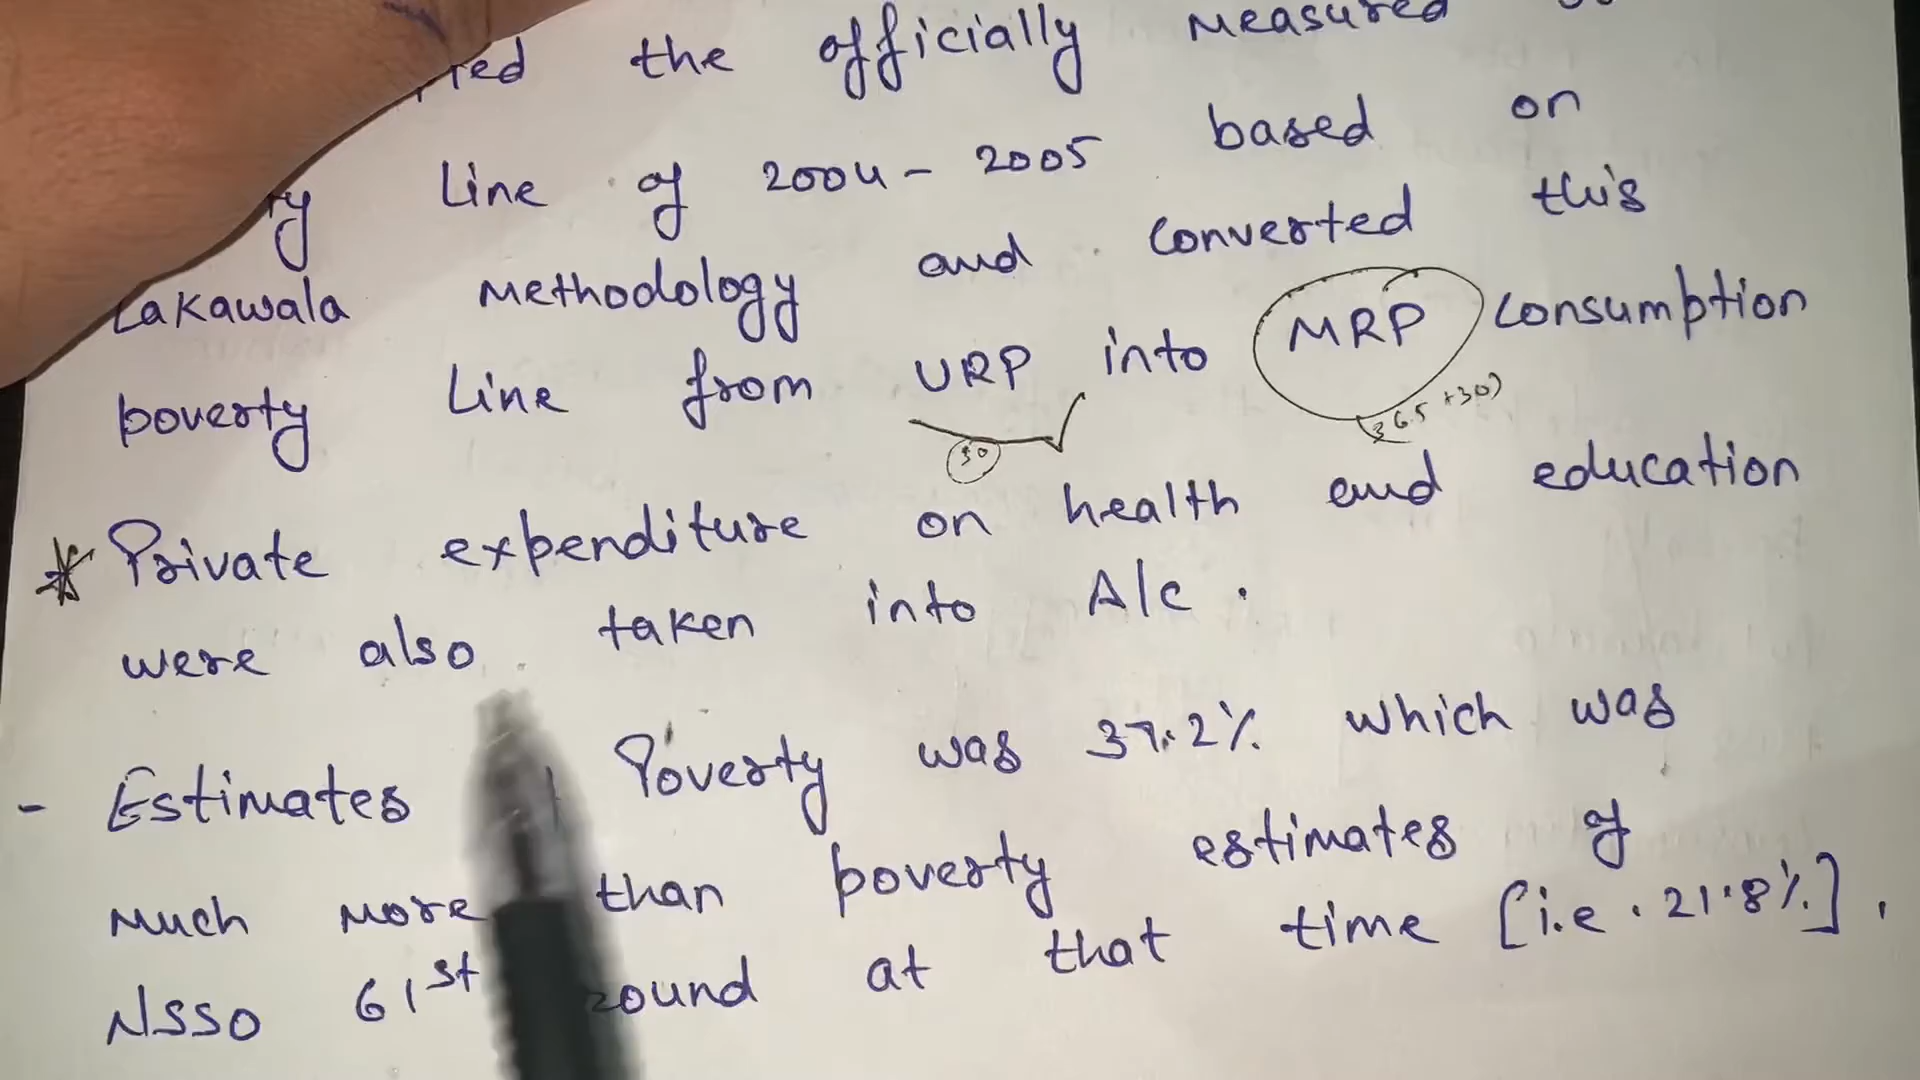 the officially Measured
Line of 2004 - 2005 based on
Lakawala Methodology and converted this
poverty Line from URP into MRP consumption
30 (365+30)
* Private expenditure on health and education
were also taken into A/c.
- Estimates Poverty was 37.2% which was
Much More than poverty estimates of
NSSO 61st round at that time [i.e. 21.8%].